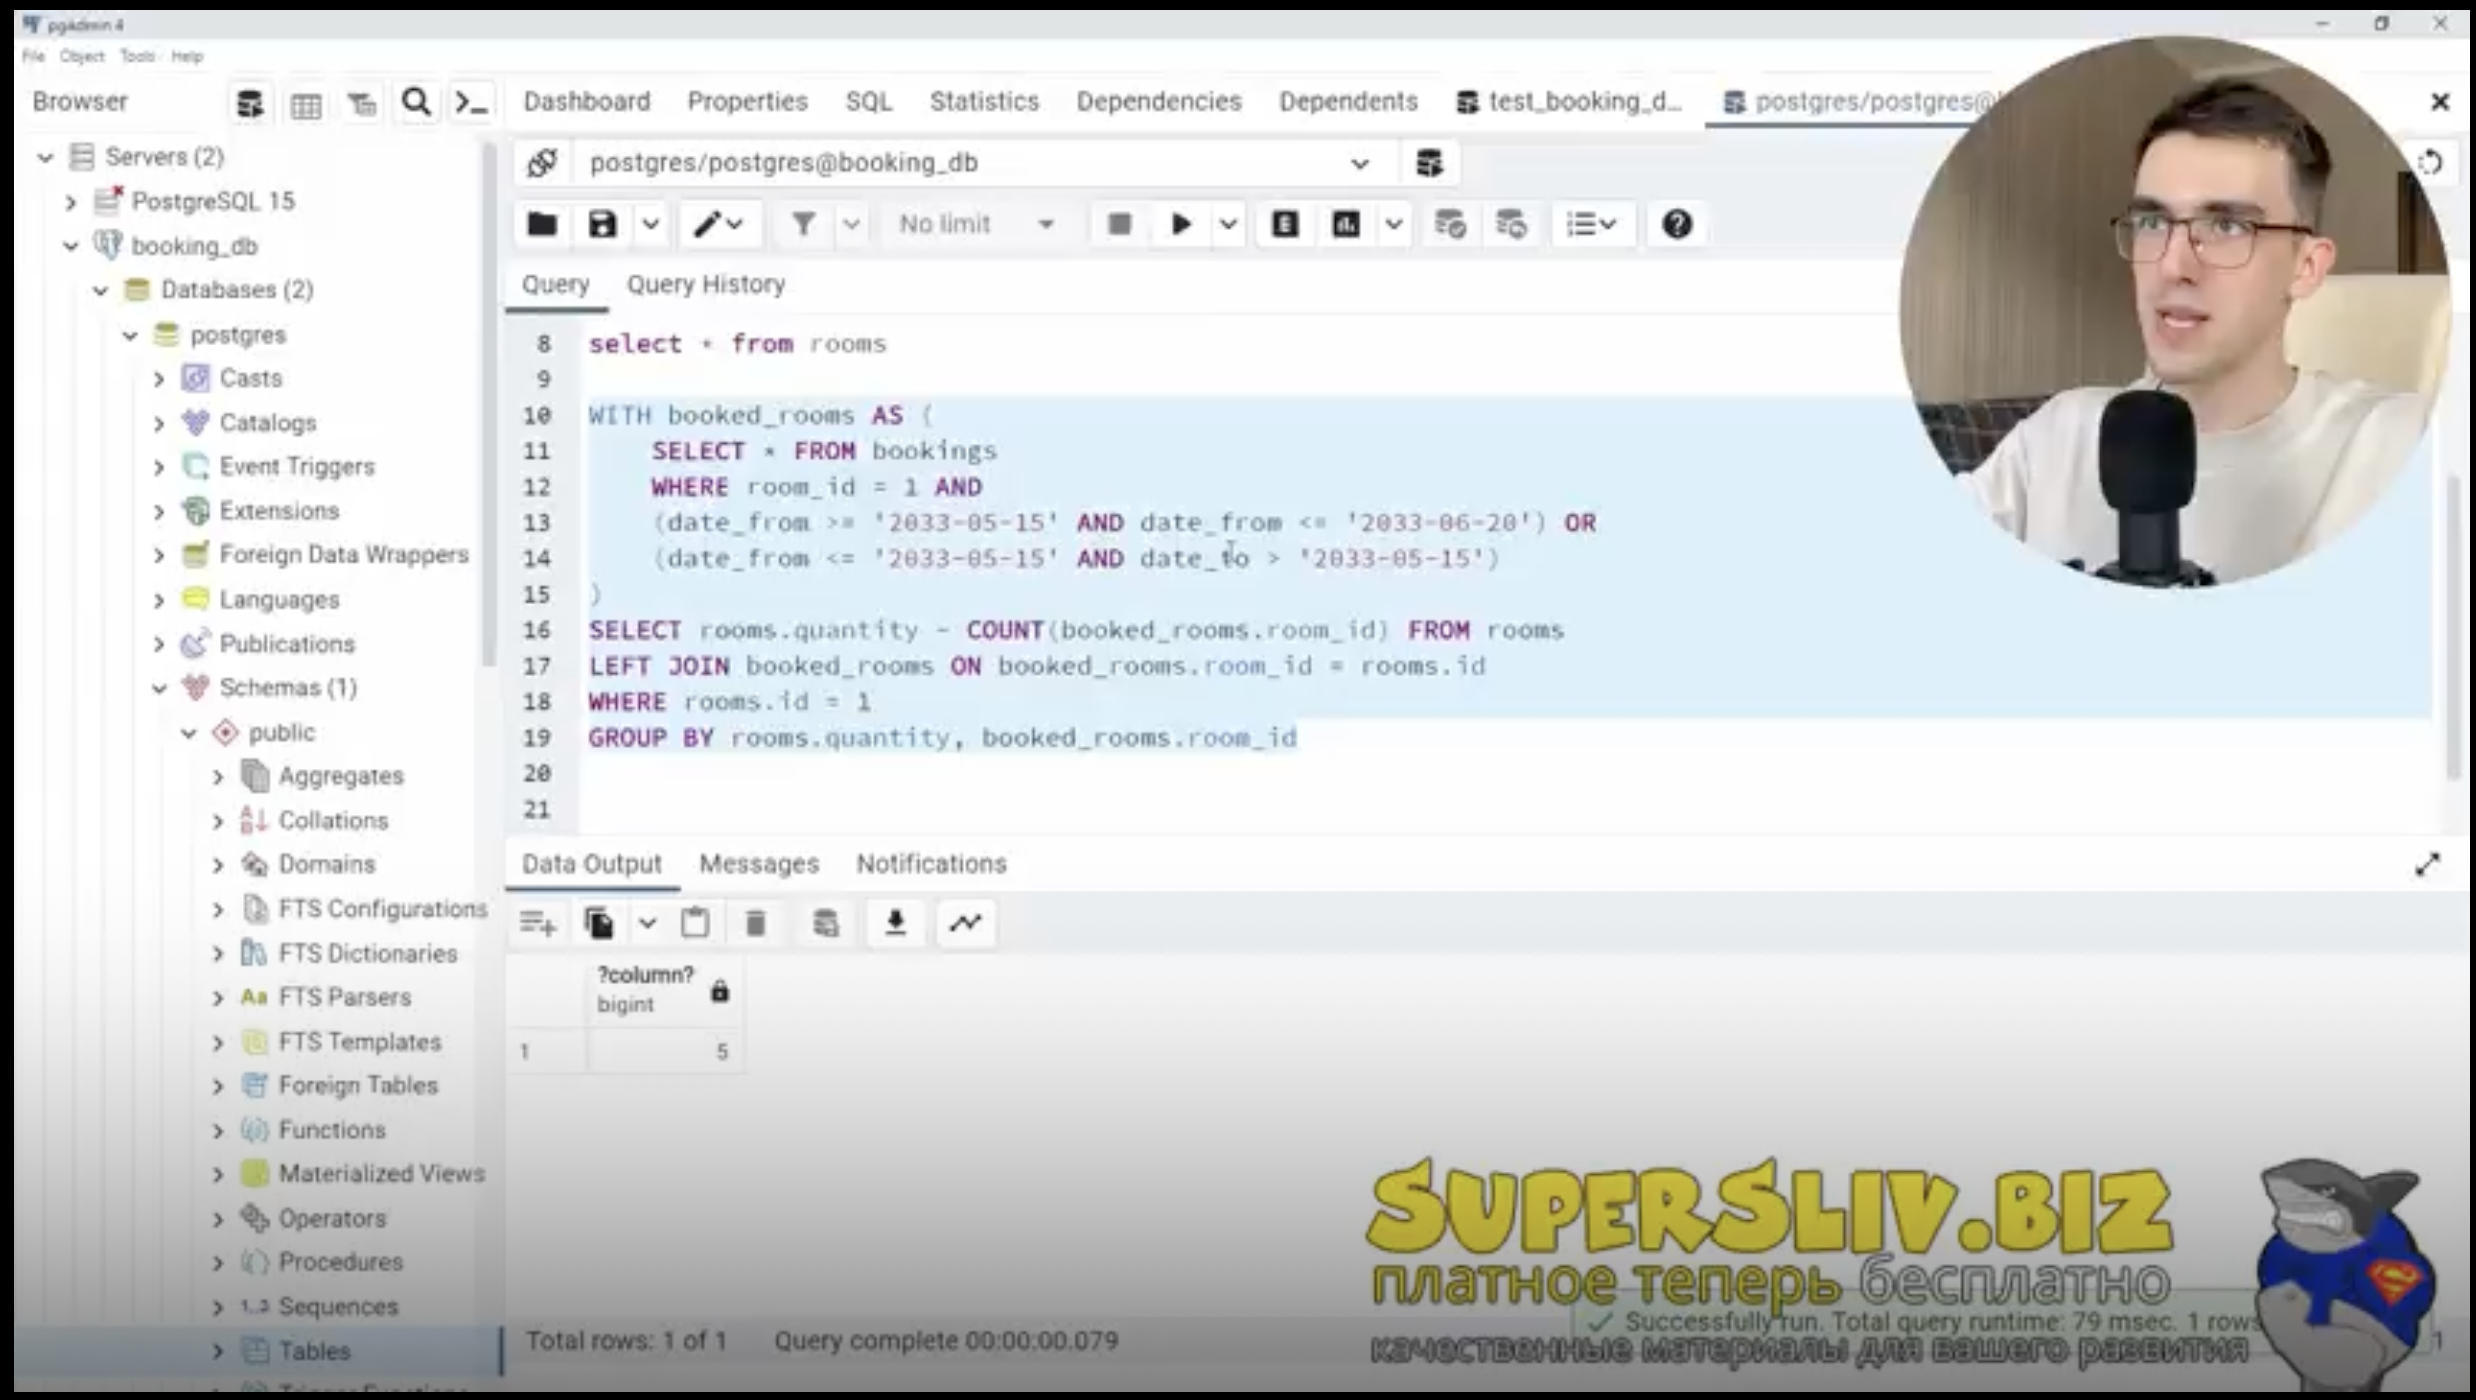 pgAdmin 4
File Object Tools Help
Browser
Dashboard Properties SQL Statistics Dependencies Dependents test_booking_d... postgres/postgres@
Servers (2)
PostgreSQL 15
booking_db
Databases (2)
postgres
Casts
Catalogs
Event Triggers
Extensions
Foreign Data Wrappers
Languages
Publications
Schemas (1)
public
Aggregates
Collations
Domains
FTS Configurations
FTS Dictionaries
FTS Parsers
FTS Templates
Foreign Tables
Functions
Materialized Views
Operators
Procedures
1..3 Sequences
Tables
postgres/postgres@booking_db
No limit
Query Query History
8 select * from rooms
9
10 WITH booked_rooms AS (
11 SELECT * FROM bookings
12 WHERE room_id = 1 AND
13 (date_from >= '2033-05-15' AND date_from <= '2033-06-20') OR
14 (date_from <= '2033-05-15' AND date_to > '2033-05-15')
15 )
16 SELECT rooms.quantity - COUNT(booked_rooms.room_id) FROM rooms
17 LEFT JOIN booked_rooms ON booked_rooms.room_id = rooms.id
18 WHERE rooms.id = 1
19 GROUP BY rooms.quantity, booked_rooms.room_id
20
21
Data Output Messages Notifications
?column?
bigint
1 5
Total rooms: 1 of 1 Query complete 00:00:00.079
SUPERSLIV.BIZ
платное теперь бесплатно
Successfully run. Total query runtime: 79 msec. 1 rows
качественные материалы для вашего развития